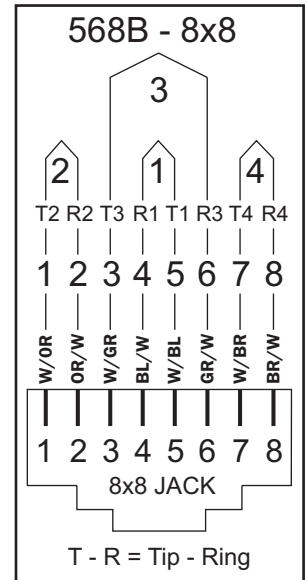 568B - 8x8
3
2 1 4
T2 R2 T3 R1 T1 R3 T4 R4
1 2 3 4 5 6 7 8
W/OR OR/W W/GR BL/W W/BL GR/W W/BR BR/W
1 2 3 4 5 6 7 8
8x8 JACK
T - R = Tip - Ring